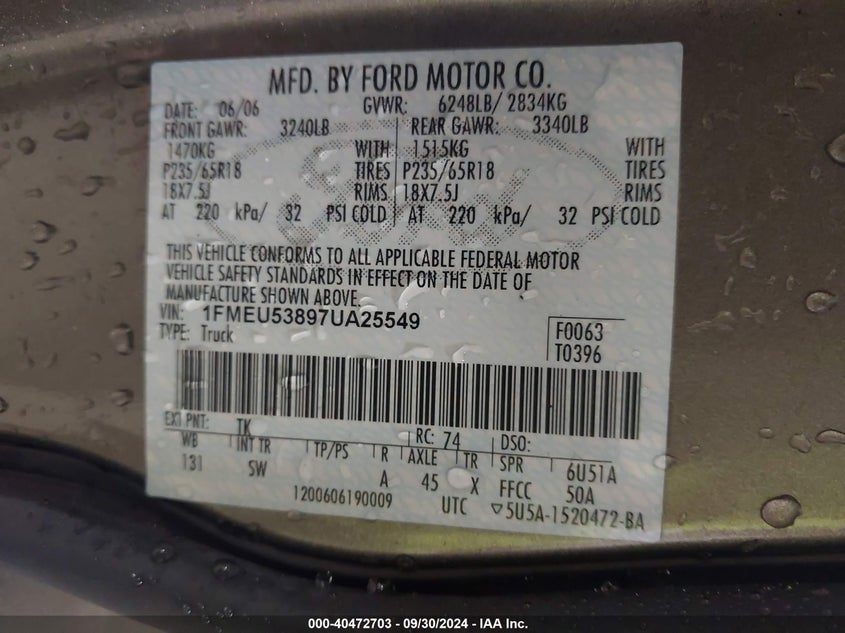 MFD. BY FORD MOTOR CO.
DATE: 06/06 GVWR: 6248LB/ 2834KG
FRONT GAWR: 3240LB REAR GAWR: 3340LB
1470KG WITH 1515KG WITH
P235/65R18 TIRES P235/65R18 TIRES
18X7.5J RIMS 18X7.5J RIMS
AT 220 kPa/ 32 PSI COLD AT 220 kPa/ 32 PSI COLD
THIS VEHICLE CONFORMS TO ALL APPLICABLE FEDERAL MOTOR
VEHICLE SAFETY STANDARDS IN EFFECT ON THE DATE OF
MANUFACTURE SHOWN ABOVE.
VIN: 1FMEU53897UA25549 F0063
TYPE: Truck T0396
EXT PNT: TK RC: 74 DSO:
WB INT TR TP/PS R AXLE TR SPR 6U51A
131 SW A 45 X FFCC 50A
1200606190009 UTC ▽5U5A-1520472-BA
000-40472703 - 09/30/2024 - IAA Inc.